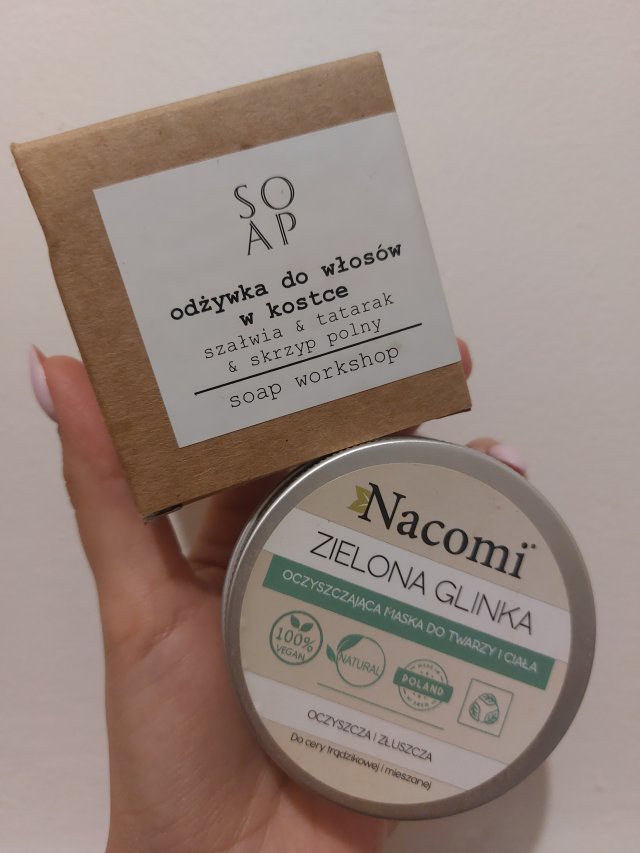 SO
AP
odżywka do włosów
w kostce
szałwia & tatarak
& skrzyp polny
soap workshop
Nacomi
ZIELONA GLINKA
OCZYSZCZAJĄCA MASKA DO TWARZY I CIAŁA
100%
VEGAN
NATURAL
MADE
POLAND
OCZYSZCZA I ZŁUSZCZA
Do cery trądzikowej i mieszanej